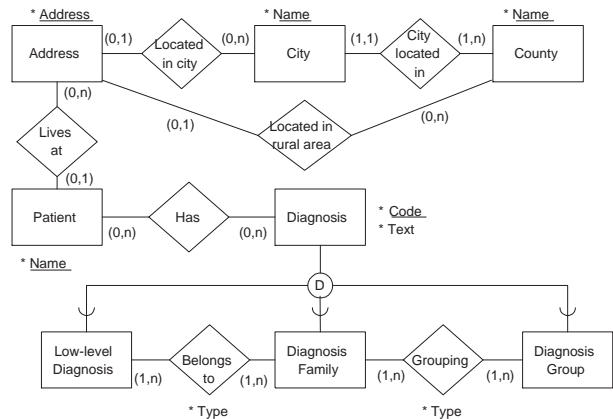 * Address
* Name
* Name
Address
(0,1)
Located
in city
(0,n)
City
(1,1)
City
located
in
(1,n)
County
(0,n)
(0,1)
Located in
rural area
(0,n)
Lives
at
(0,1)
Patient
(0,n)
Has
(0,n)
Diagnosis
* Code
* Text
* Name
D
Low-level
Diagnosis
(1,n)
Belongs
to
(1,n)
Diagnosis
Family
(1,n)
Grouping
(1,n)
Diagnosis
Group
* Type
* Type